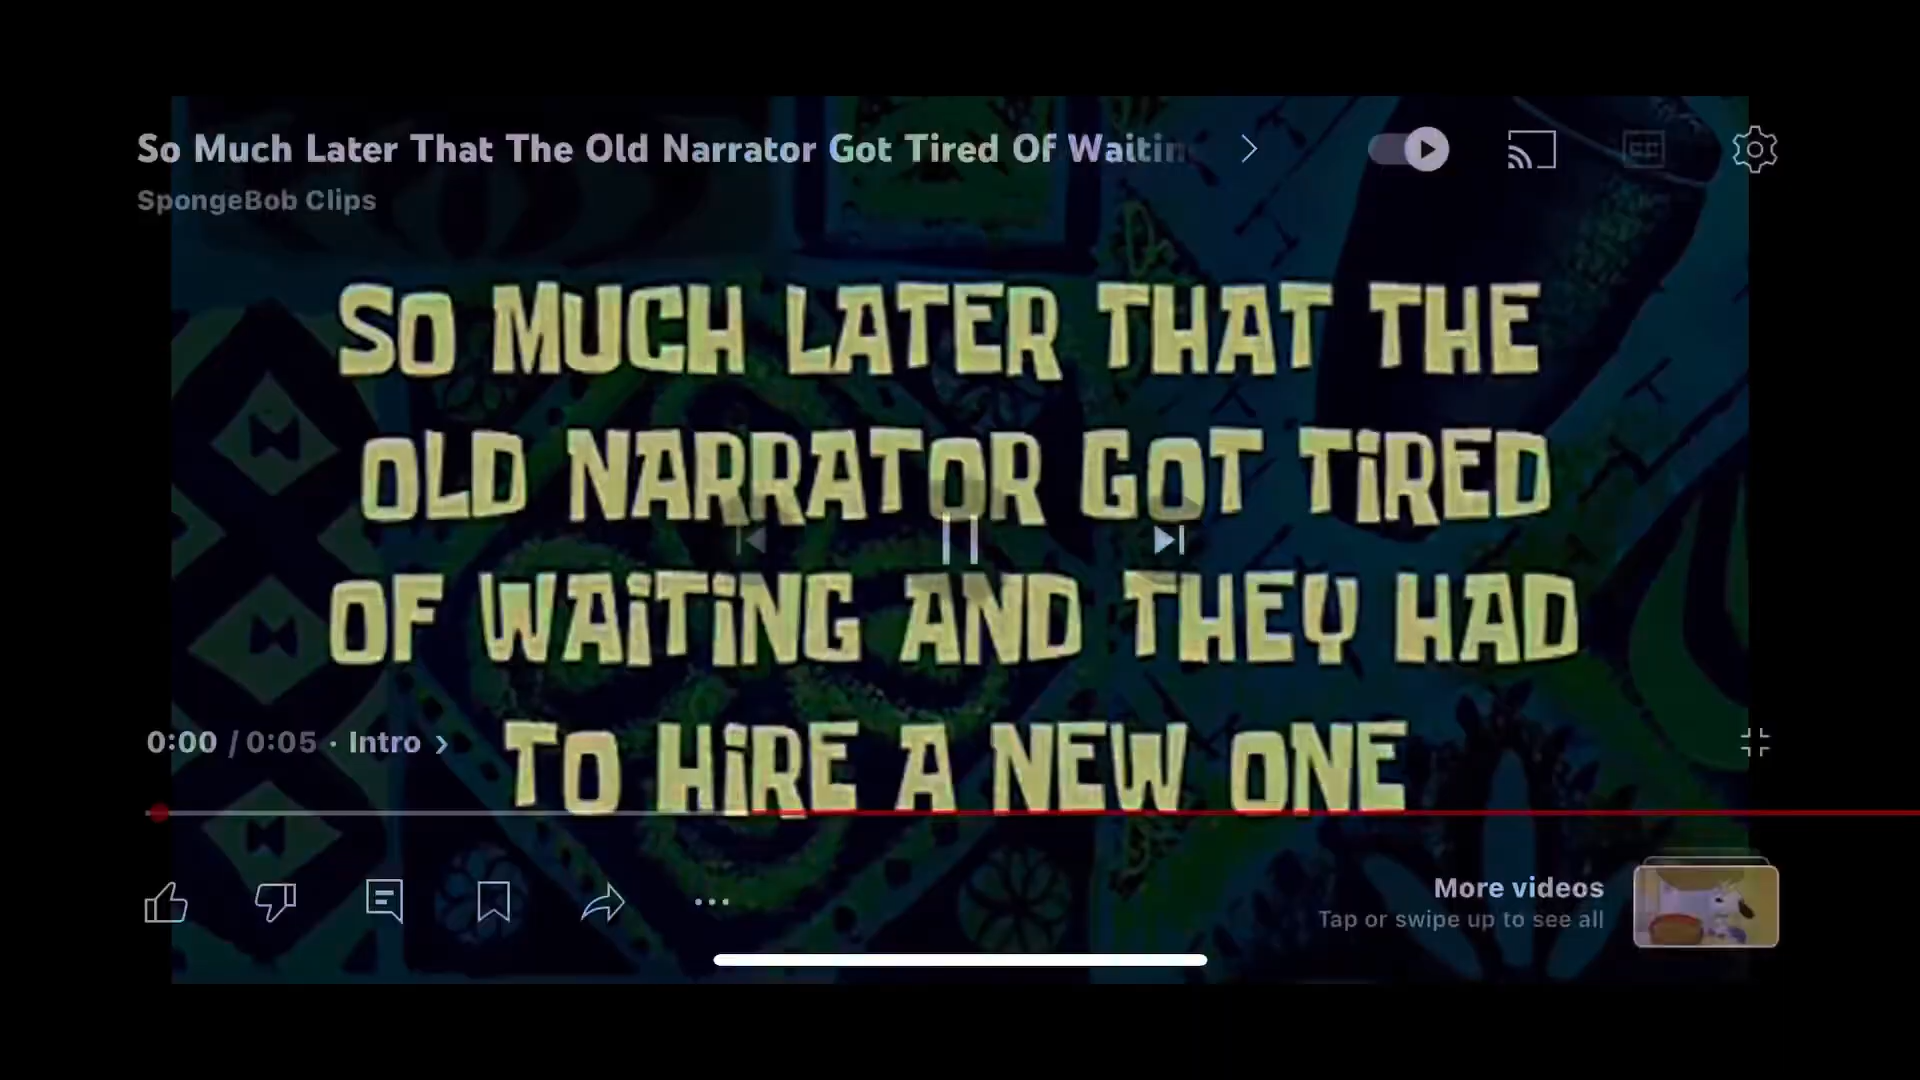 So Much Later That The Old Narrator Got Tired Of Waitin
SpongeBob Clips
CC
SO MUCH LATER THAT THE
OLD NARRATOR GOT TiRED
OF WAiTiNG AND THEY HAD
TO HiRE A NEW ONE
0:00 / 0:05 · Intro
More videos
Tap or swipe up to see all